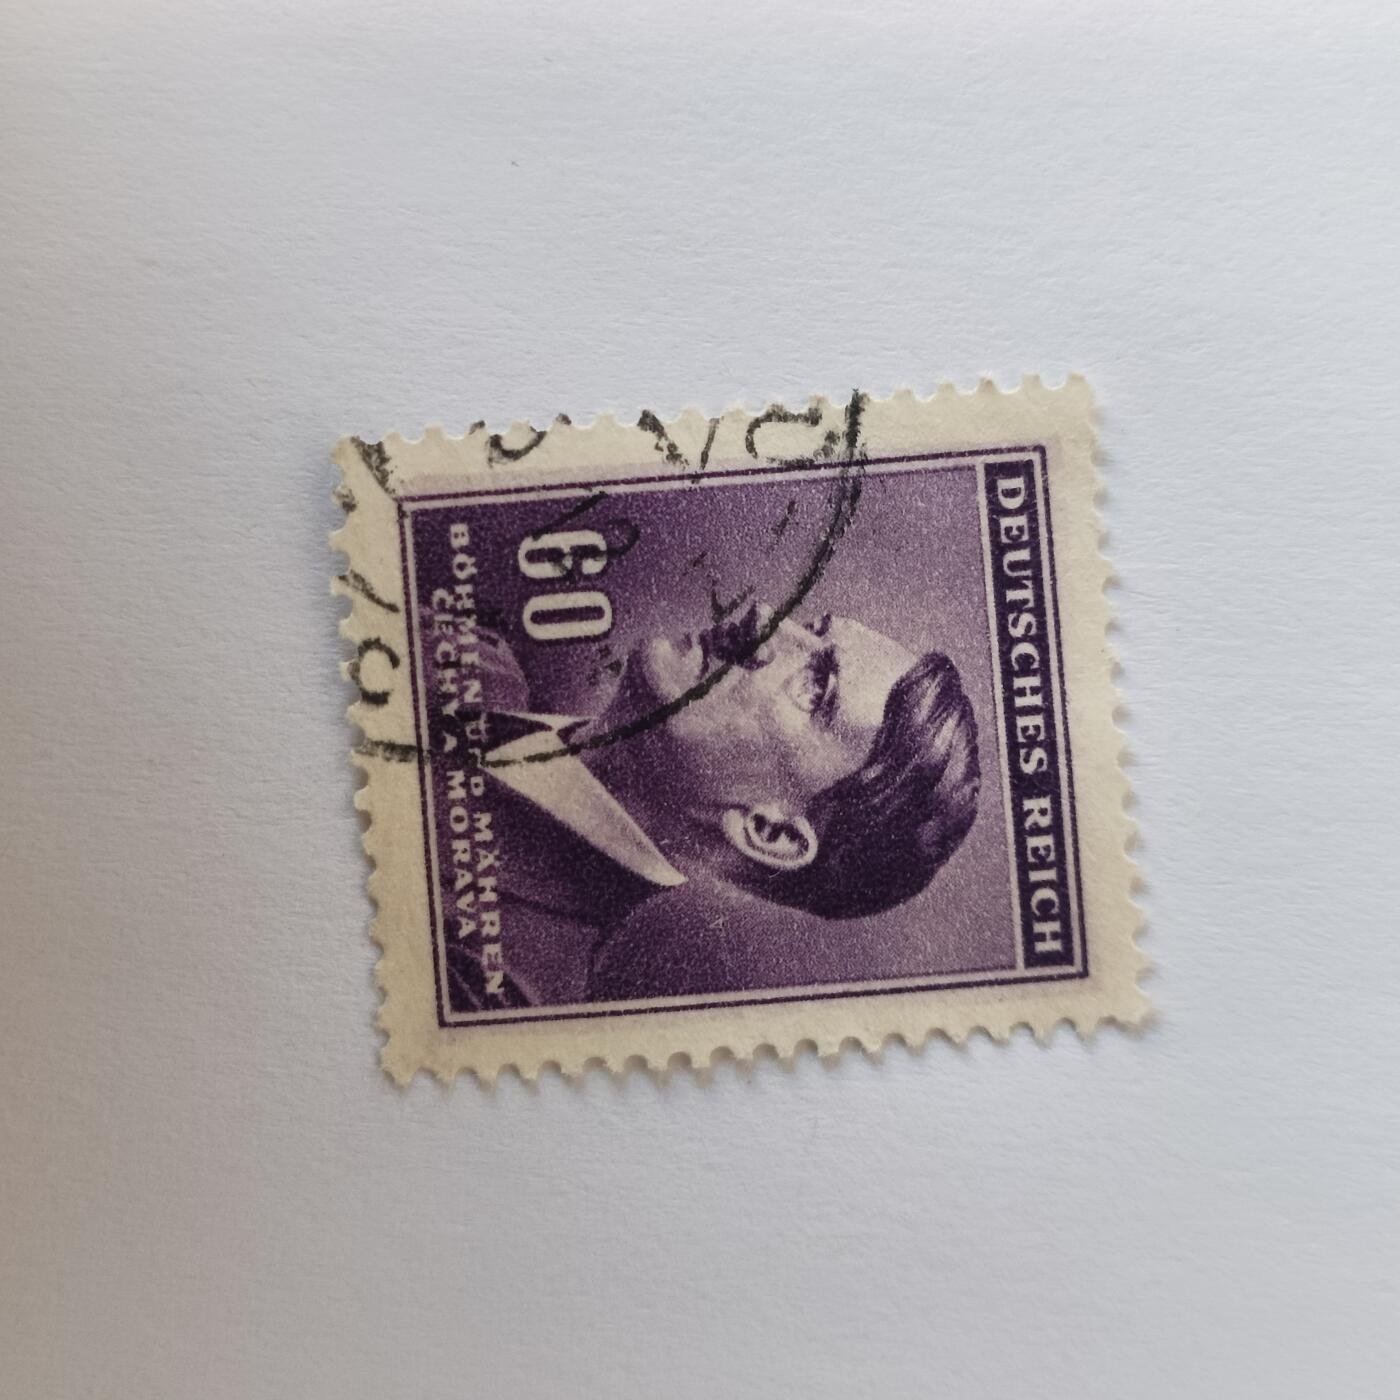 DEUTSCHES REICH
60
BÖHMEN UND MÄHREN
ČECHY A MORAVA